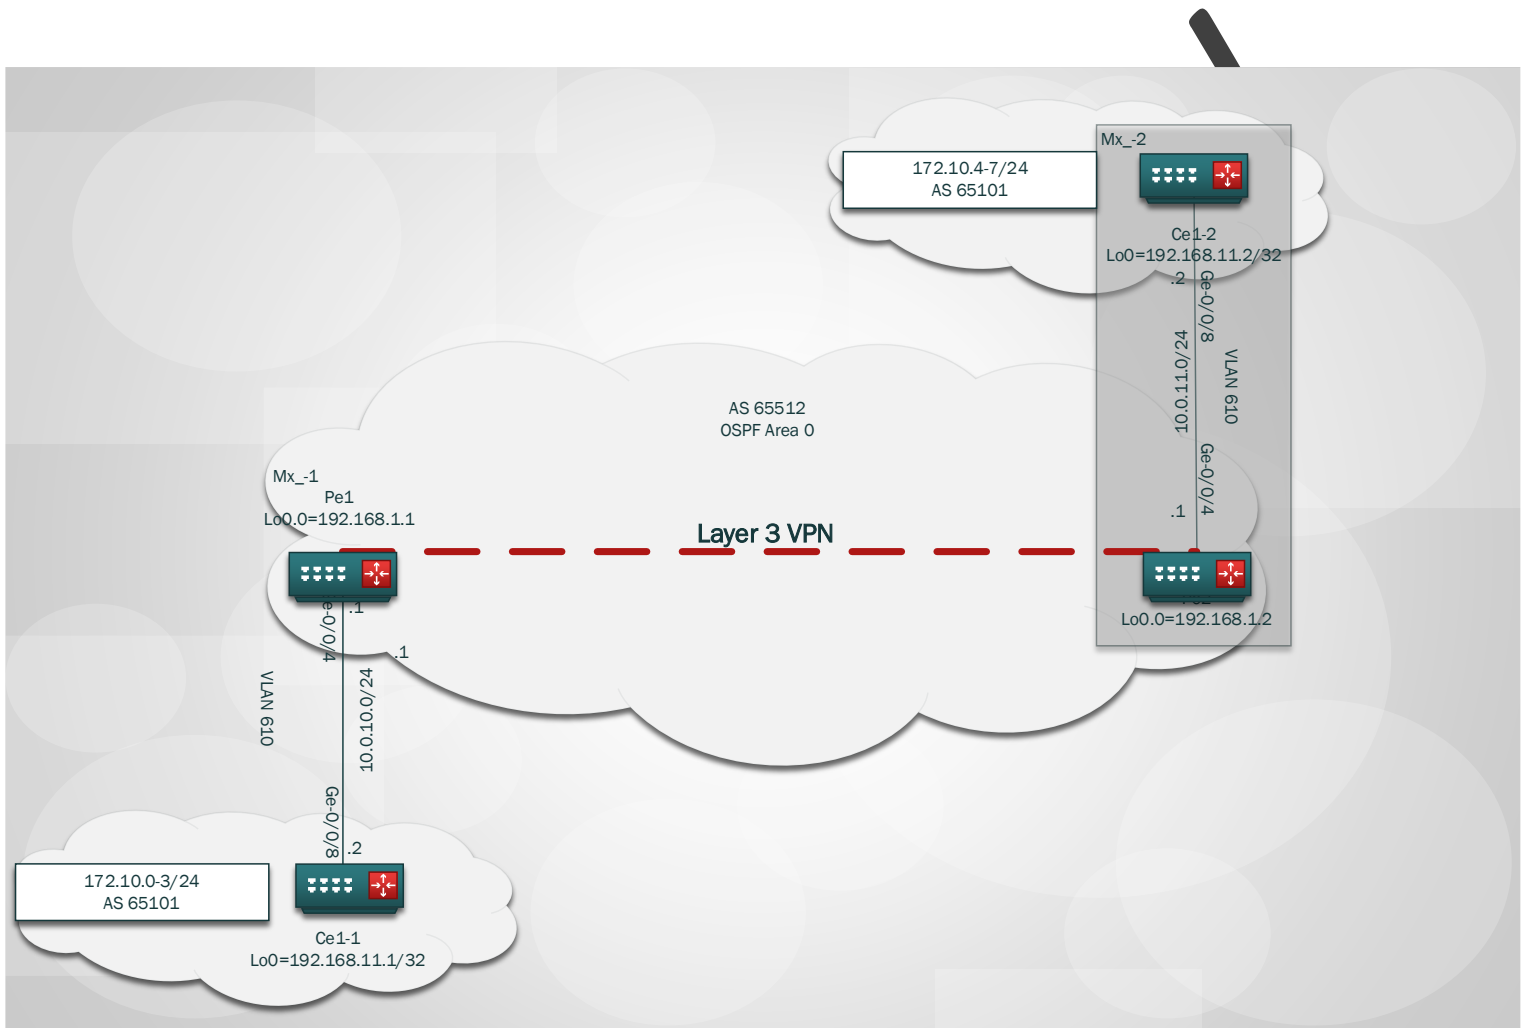 Mx_-2
172.10.4-7/24
AS 65101
Ce1-2
Lo0=192.168.11.2/32
.2
Ge-0/0/8
10.0.11.0/24
VLAN 610
Ge-0/0/4
.1
AS 65512
OSPF Area 0
Mx_-1
Pe1
Lo0.0=192.168.1.1
Layer 3 VPN
Lo0.0=192.168.1.2
.1
e-0/0/4
.1
VLAN 610
10.0.10.0/24
Ge-0/0/8
.2
172.10.0-3/24
AS 65101
Ce1-1
Lo0=192.168.11.1/32